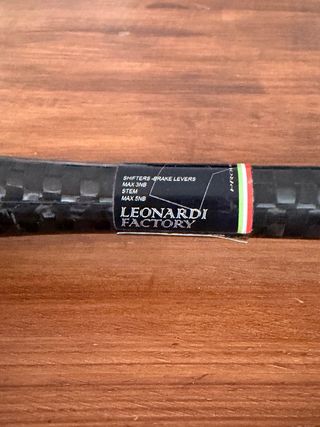 SHIFTERS -BRAKE LEVERS
MAX 3NB
STEM
MAX 5NB
LEONARDI
FACTORY